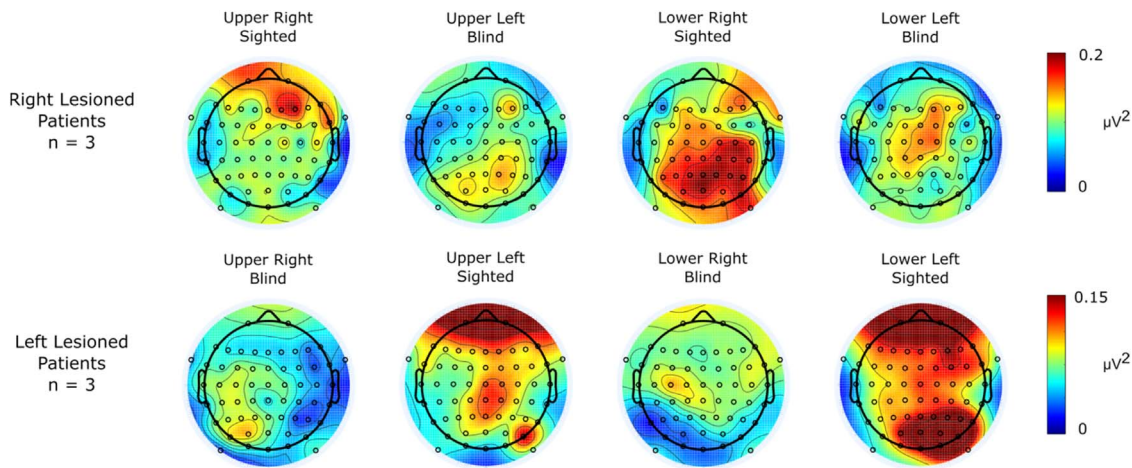 Upper Right
Sighted
Upper Left
Blind
Lower Right
Sighted
Lower Left
Blind
Right Lesioned
Patients
n = 3
0.2
µV²
0
Upper Right
Blind
Upper Left
Sighted
Lower Right
Blind
Lower Left
Sighted
Left Lesioned
Patients
n = 3
0.15
µV²
0